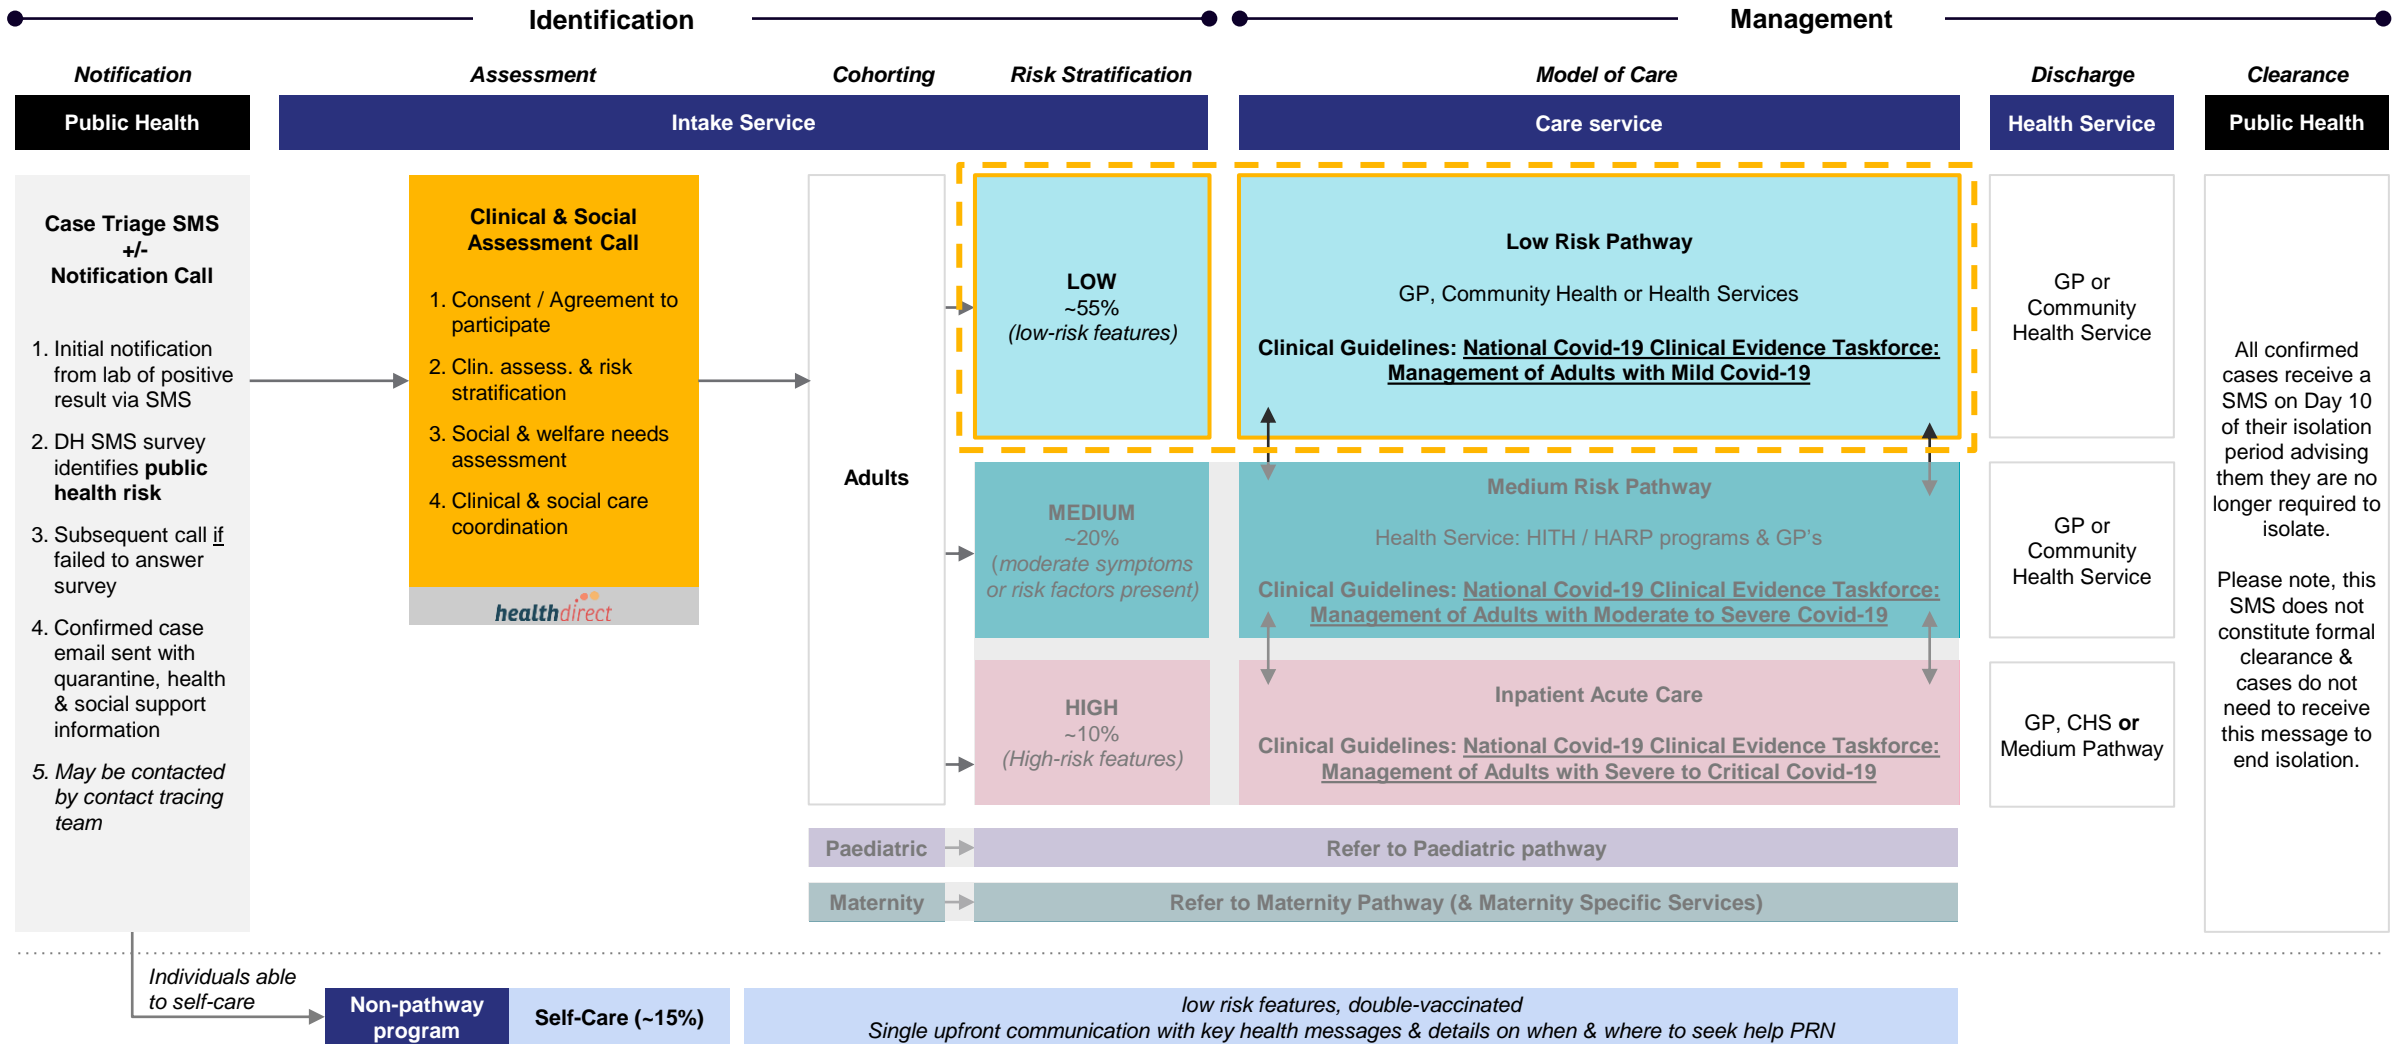 Identification
Management
Notification
Assessment
Cohorting
Risk Stratification
Model of Care
Discharge
Clearance
Public Health
Intake Service
Care service
Health Service
Public Health
Case Triage SMS
+/-
Notification Call
1. Initial notification
from lab of positive
result via SMS
2. DH SMS survey
identifies public
health risk
3. Subsequent call if
failed to answer
survey
4. Confirmed case
email sent with
quarantine, health
& social support
information
5. May be contacted
by contact tracing
team
Clinical & Social
Assessment Call
1. Consent / Agreement to
participate
2. Clin. assess. & risk
stratification
3. Social & welfare needs
assessment
4. Clinical & social care
coordination
healthdirect
Adults
LOW
~55%
(low-risk features)
Low Risk Pathway
GP, Community Health or Health Services
Clinical Guidelines: National Covid-19 Clinical Evidence Taskforce:
Management of Adults with Mild Covid-19
GP or
Community
Health Service
MEDIUM
~20%
(moderate symptoms
or risk factors present)
Medium Risk Pathway
Health Service: HITH / HARP programs & GP's
Clinical Guidelines: National Covid-19 Clinical Evidence Taskforce:
Management of Adults with Moderate to Severe Covid-19
GP or
Community
Health Service
HIGH
~10%
(High-risk features)
Inpatient Acute Care
Clinical Guidelines: National Covid-19 Clinical Evidence Taskforce:
Management of Adults with Severe to Critical Covid-19
GP, CHS or
Medium Pathway
All confirmed
cases receive a
SMS on Day 10
of their isolation
period advising
them they are no
longer required to
isolate.
Please note, this
SMS does not
constitute formal
clearance &
cases do not
need to receive
this message to
end isolation.
Paediatric
Refer to Paediatric pathway
Maternity
Refer to Maternity Pathway (& Maternity Specific Services)
Individuals able
to self-care
Non-pathway
program
Self-Care (~15%)
low risk features, double-vaccinated
Single upfront communication with key health messages & details on when & where to seek help PRN